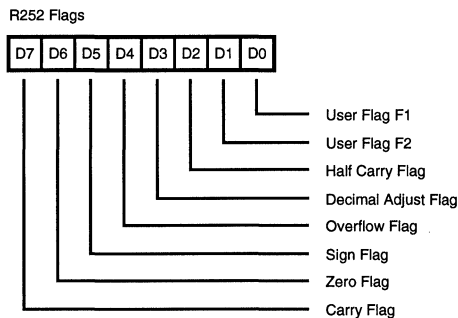 R252 Flags
D7 D6 D5 D4 D3 D2 D1 D0
User Flag F1
User Flag F2
Half Carry Flag
Decimal Adjust Flag
Overflow Flag
Sign Flag
Zero Flag
Carry Flag